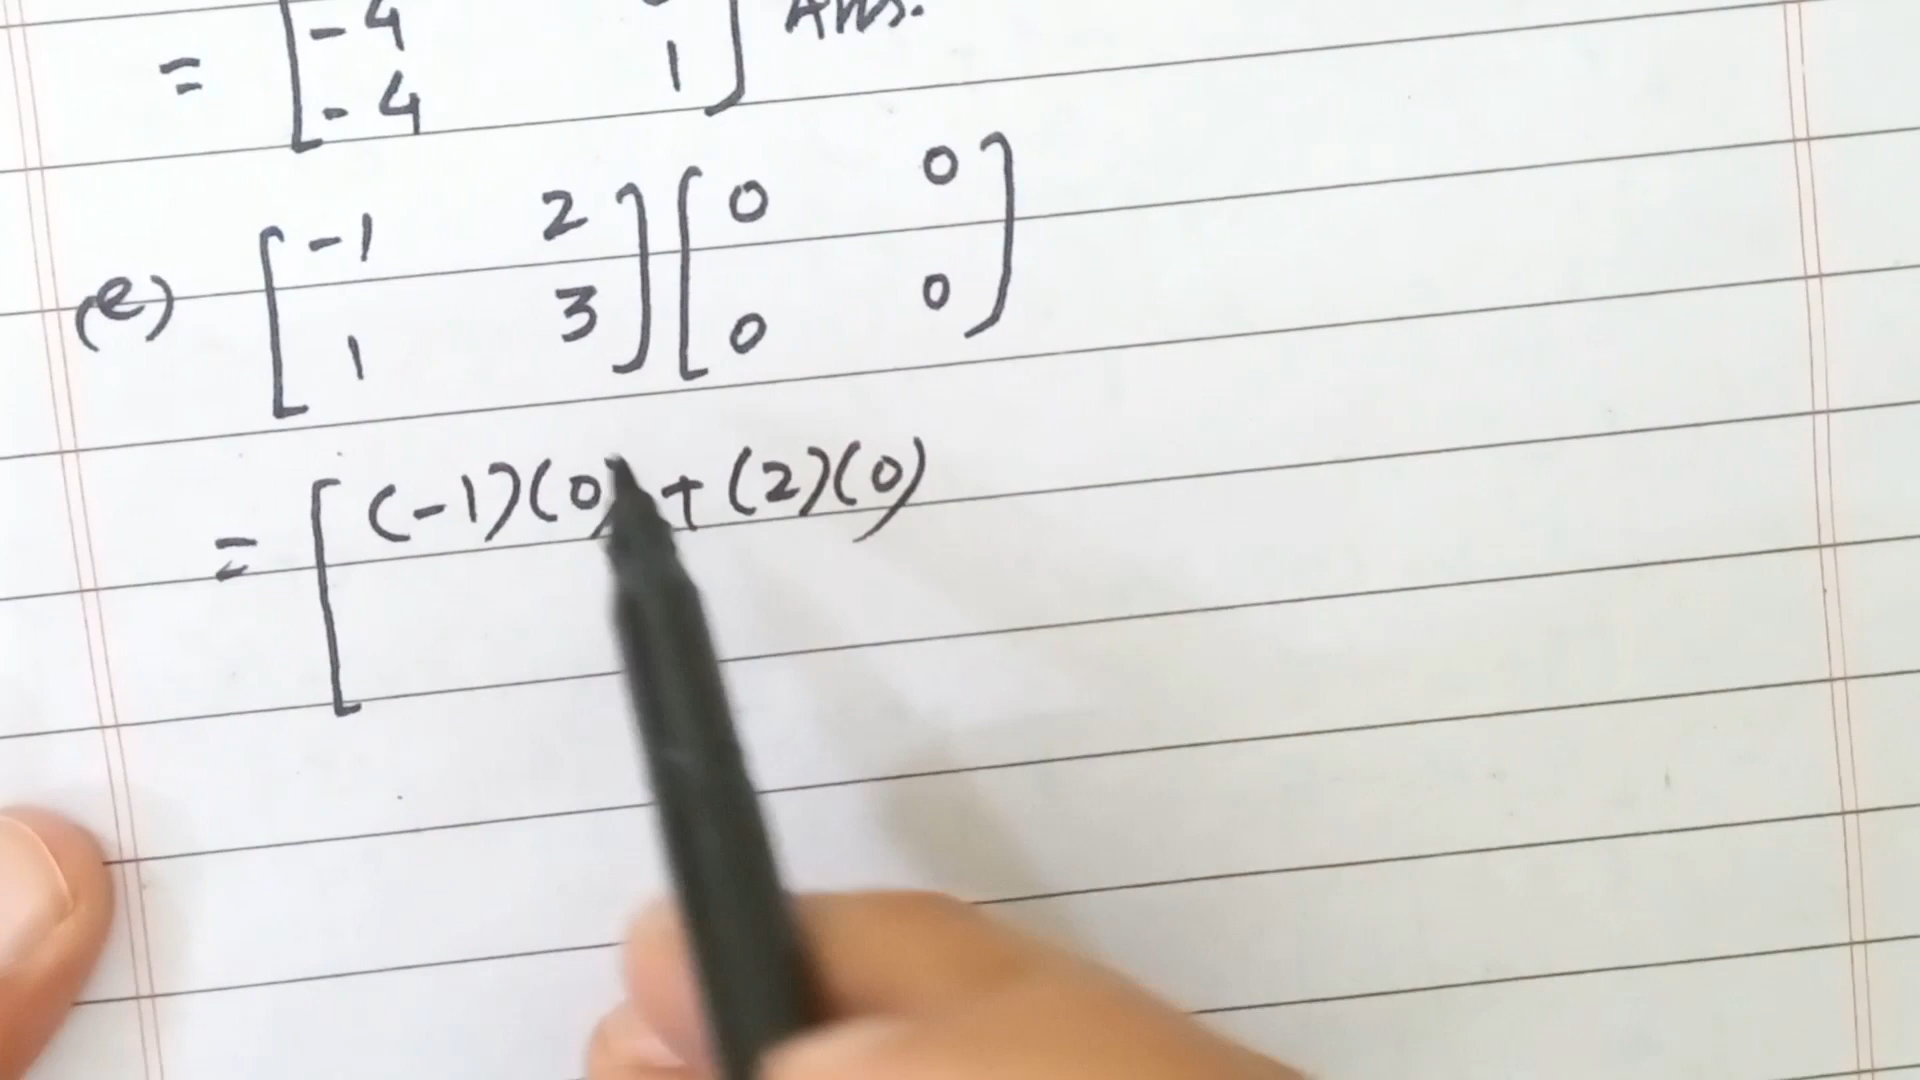 -4
= -4 1 Ans.
-1 2 0 0
(e) 1 3 0 0
= [ (-1)(0) + (2)(0)